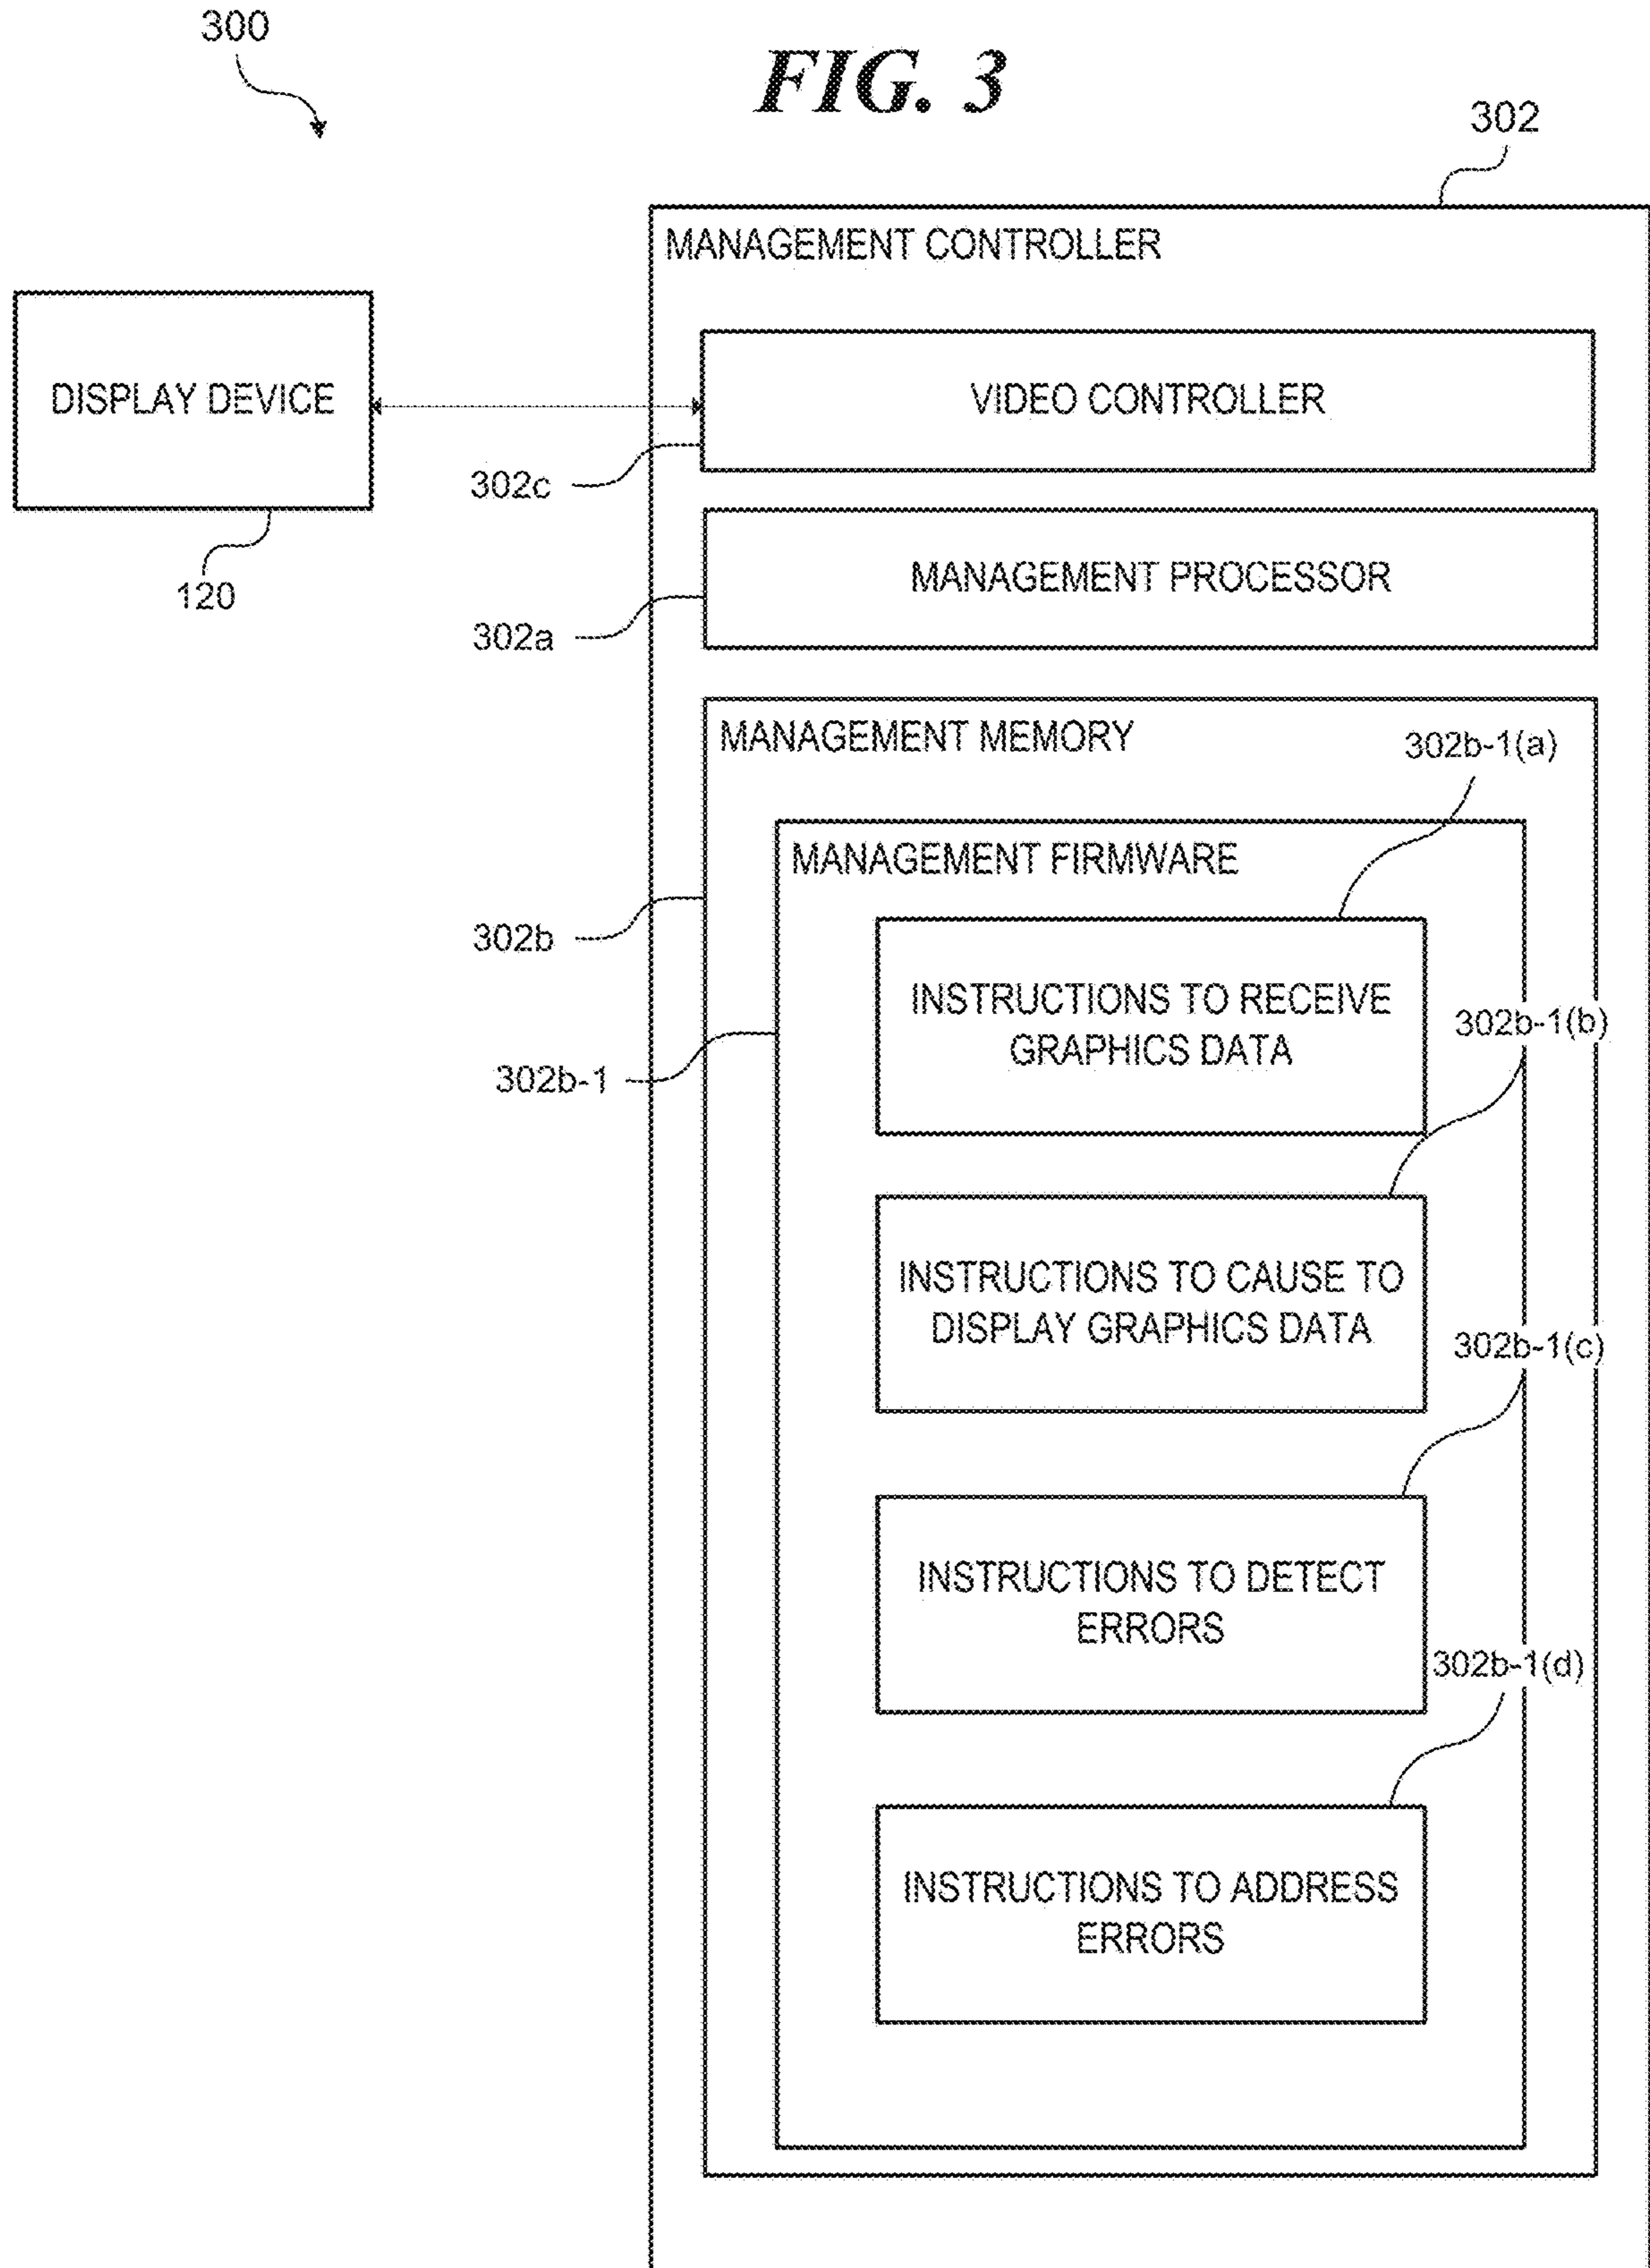 300
FIG. 3
302
MANAGEMENT CONTROLLER
DISPLAY DEVICE
VIDEO CONTROLLER
302c
120
MANAGEMENT PROCESSOR
302a
MANAGEMENT MEMORY
302b-1(a)
MANAGEMENT FIRMWARE
302b
INSTRUCTIONS TO RECEIVE
GRAPHICS DATA
302b-1(b)
302b-1
INSTRUCTIONS TO CAUSE TO
DISPLAY GRAPHICS DATA
302b-1(c)
INSTRUCTIONS TO DETECT
ERRORS
302b-1(d)
INSTRUCTIONS TO ADDRESS
ERRORS